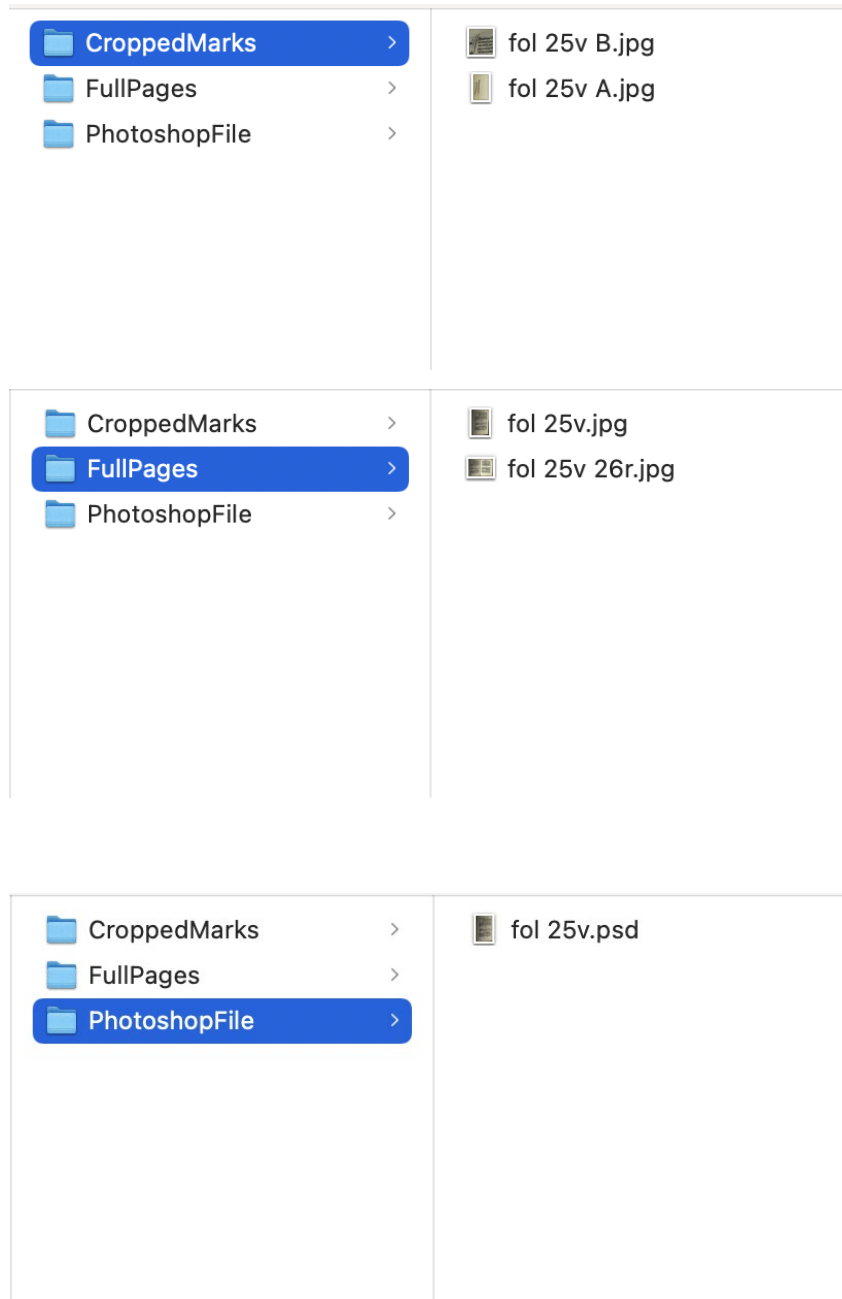 CroppedMarks
FullPages
PhotoshopFile
fol 25v B.jpg
fol 25v A.jpg
CroppedMarks
FullPages
PhotoshopFile
fol 25v.jpg
fol 25v 26r.jpg
CroppedMarks
FullPages
PhotoshopFile
fol 25v.psd